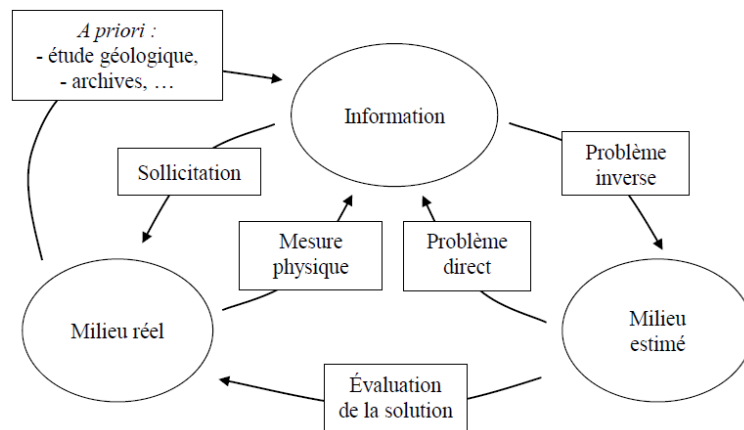 A priori :
- étude géologique,
- archives, …
Information
Problème
inverse
Sollicitation
Mesure
physique
Problème
direct
Milieu réel
Milieu
estimé
Évaluation
de la solution